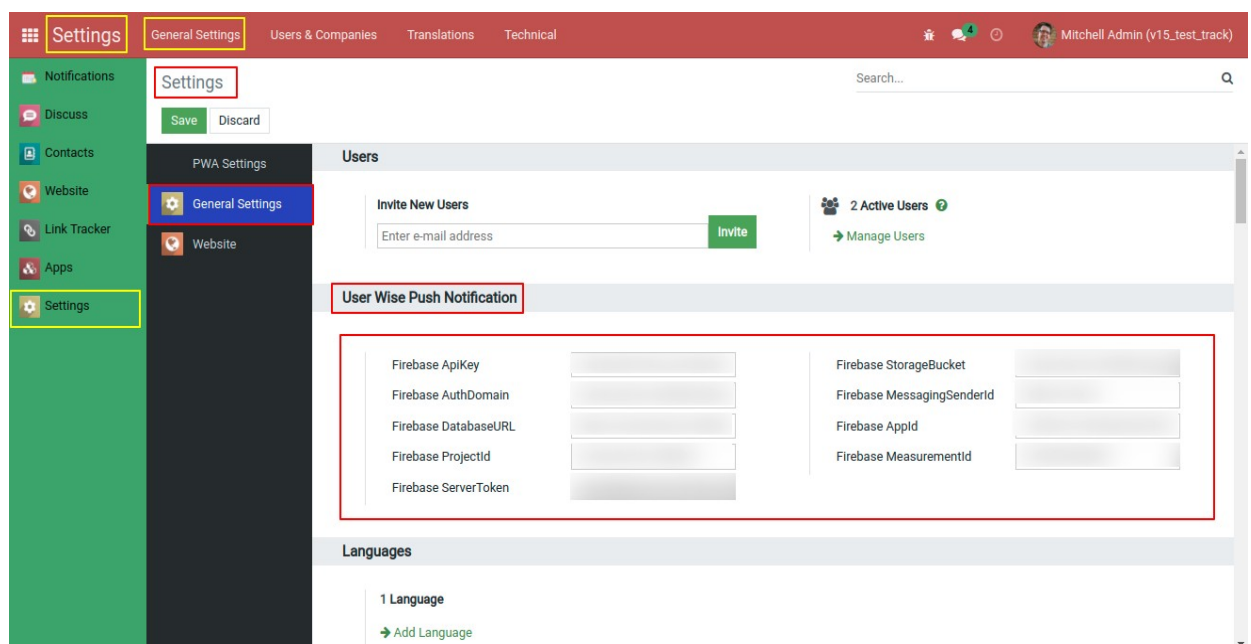 Settings General Settings Users & Companies Translations Technical 4 Mitchell Admin (v15_test_track)
Notifications
Discuss
Contacts
Website
Link Tracker
Apps
Settings
Settings
Search...
Save Discard
PWA Settings
General Settings
Website
Users
Invite New Users
Enter e-mail address Invite
2 Active Users ?
Manage Users
User Wise Push Notification
Firebase ApiKey
Firebase AuthDomain
Firebase DatabaseURL
Firebase ProjectId
Firebase ServerToken
Firebase StorageBucket
Firebase MessagingSenderId
Firebase AppId
Firebase MeasurementId
Languages
1 Language
Add Language